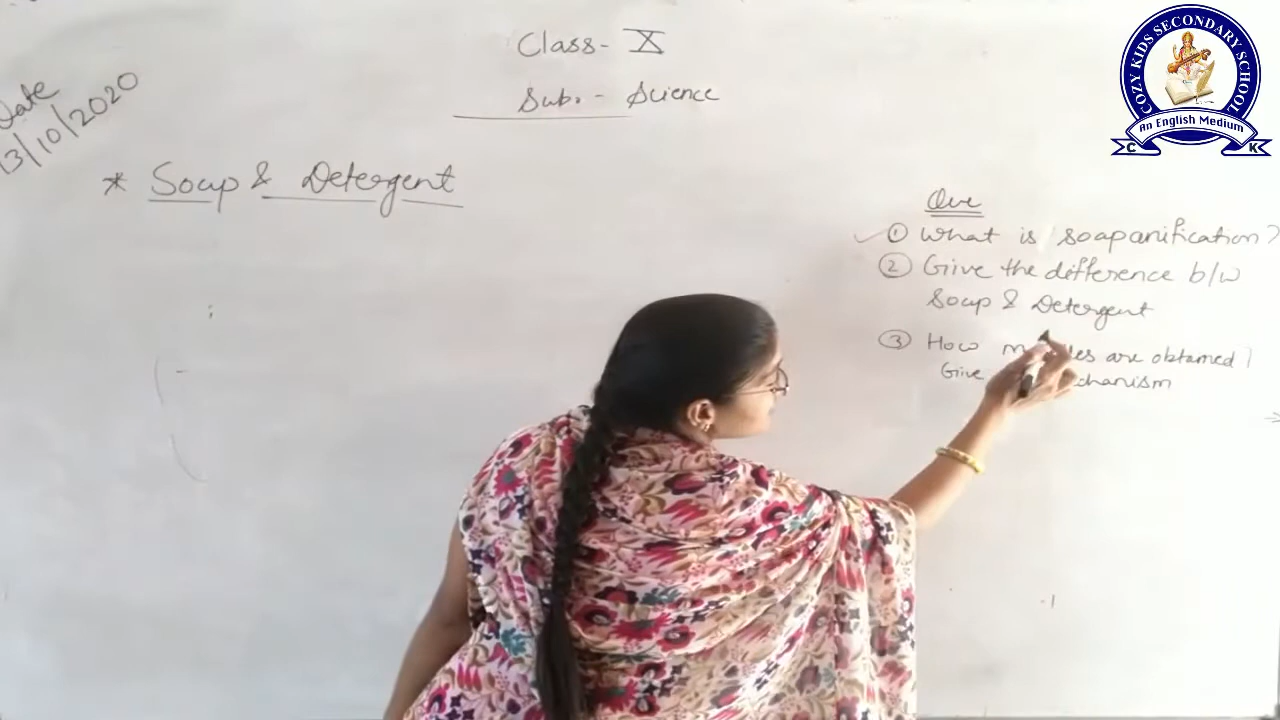 Class - X
Sub. - Science
Date
13/10/2020
* Soap & Detergent
Que
① What is soapanification?
② Give the difference b/w
Soap & Detergent
③ How are obtained?
Give
COZY KIDS SECONDARY SCHOOL
An English Medium
C K